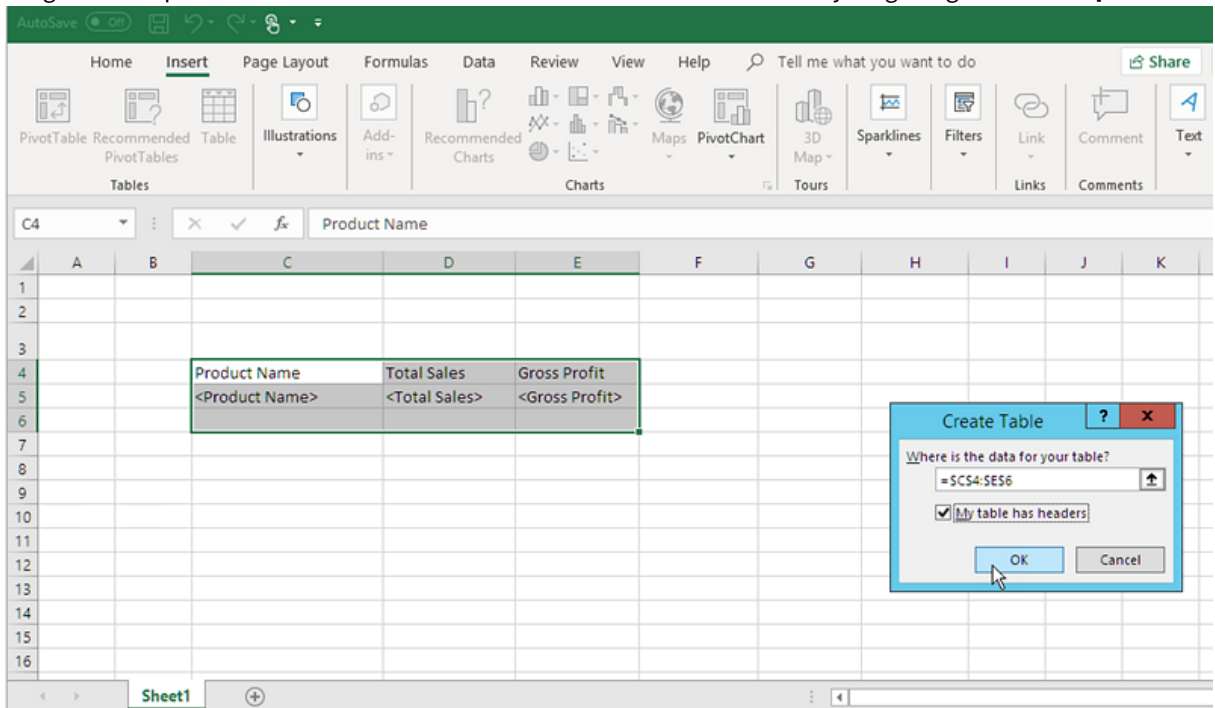 AutoSave Off
Home Insert Page Layout Formulas Data Review View Help Tell me what you want to do Share
PivotTable Recommended PivotTables Table Illustrations Add-ins Recommended Charts Maps PivotChart 3D Map Sparklines Filters Link Comment Text
Tables Charts Tours Links Comments
C4 fx Product Name
A B C D E F G H I J K
1
2
3
4 Product Name Total Sales Gross Profit
5 <Product Name> <Total Sales> <Gross Profit>
6
7
8
9
10
11
12
13
14
15
16
Create Table ? x
Where is the data for your table?
=$C$4:$E$6
My table has headers
OK Cancel
Sheet1